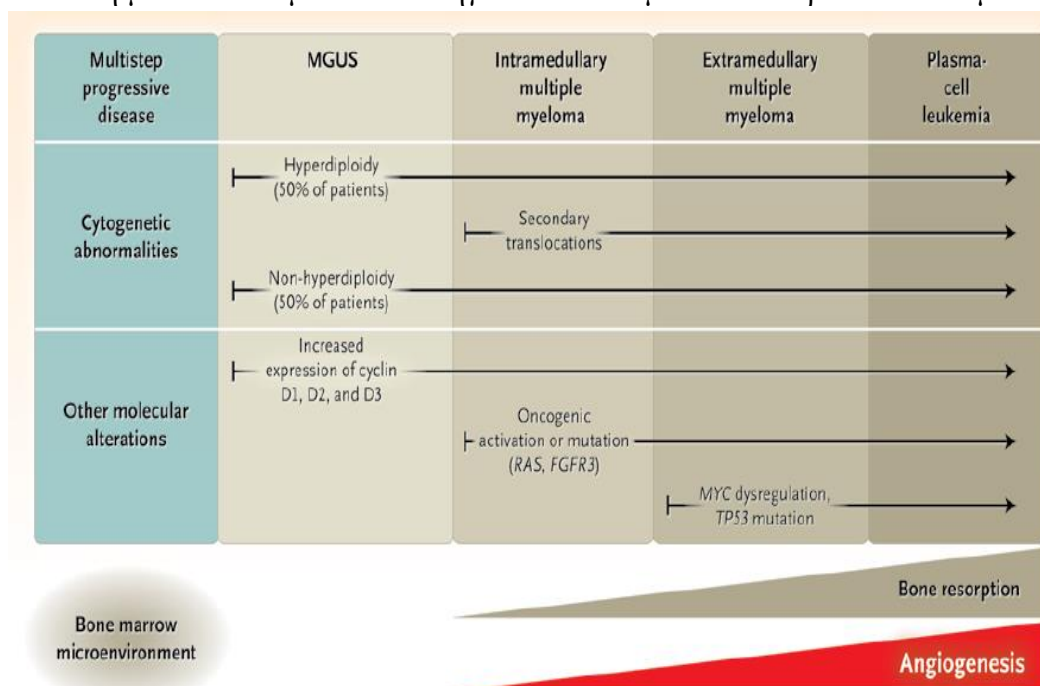 Multistep
progressive
disease
MGUS
Intramedullary
multiple
myeloma
Extramedullary
multiple
myeloma
Plasma-
cell
leukemia
Cytogenetic
abnormalities
Hyperdiploidy
(50% of patients)
Secondary
translocations
Non-hyperdiploidy
(50% of patients)
Other molecular
alterations
Increased
expression of cyclin
D1, D2, and D3
Oncogenic
activation or mutation
(RAS, FGFR3)
MYC dysregulation,
TP53 mutation
Bone marrow
microenvironment
Bone resorption
Angiogenesis